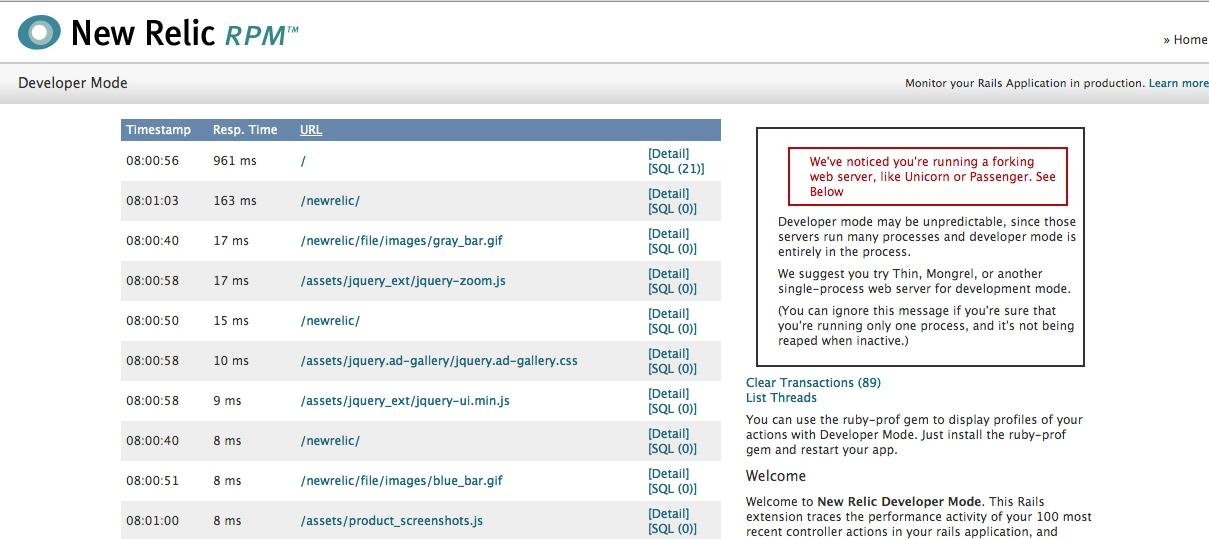 New Relic RPM™
» Home
Developer Mode
Monitor your Rails Application in production. Learn more
Timestamp Resp. Time URL
08:00:56 961 ms / [Detail]
[SQL (21)]
08:01:03 163 ms /newrelic/ [Detail]
[SQL (0)]
08:00:40 17 ms /newrelic/file/images/gray_bar.gif [Detail]
[SQL (0)]
08:00:58 17 ms /assets/jquery_ext/jquery-zoom.js [Detail]
[SQL (0)]
08:00:50 15 ms /newrelic/ [Detail]
[SQL (0)]
08:00:58 10 ms /assets/jquery.ad-gallery/jquery.ad-gallery.css [Detail]
[SQL (0)]
08:00:58 9 ms /assets/jquery_ext/jquery-ui.min.js [Detail]
[SQL (0)]
08:00:40 8 ms /newrelic/ [Detail]
[SQL (0)]
08:00:51 8 ms /newrelic/file/images/blue_bar.gif [Detail]
[SQL (0)]
08:01:00 8 ms /assets/product_screenshots.js [Detail]
[SQL (0)]
We've noticed you're running a forking
web server, like Unicorn or Passenger. See
Below
Developer mode may be unpredictable, since those
servers run many processes and developer mode is
entirely in the process.
We suggest you try Thin, Mongrel, or another
single-process web server for development mode.
(You can ignore this message if you're sure that
you're running only one process, and it's not being
reaped when inactive.)
Clear Transactions (89)
List Threads
You can use the ruby-prof gem to display profiles of your
actions with Developer Mode. Just install the ruby-prof
gem and restart your app.
Welcome
Welcome to New Relic Developer Mode. This Rails
extension traces the performance activity of your 100 most
recent controller actions in your rails application, and